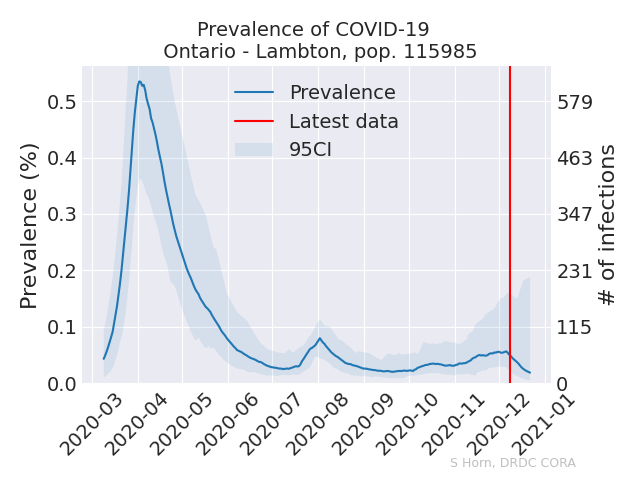 Prevalence of COVID-19
Ontario - Lambton, pop. 115985
Prevalence
Latest data
95CI
Prevalence (%)
0.5
0.4
0.3
0.2
0.1
0.0
# of infections
579
463
347
231
115
0
2020-03
2020-04
2020-05
2020-06
2020-07
2020-08
2020-09
2020-10
2020-11
2020-12
2021-01
S Horn, DRDC CORA